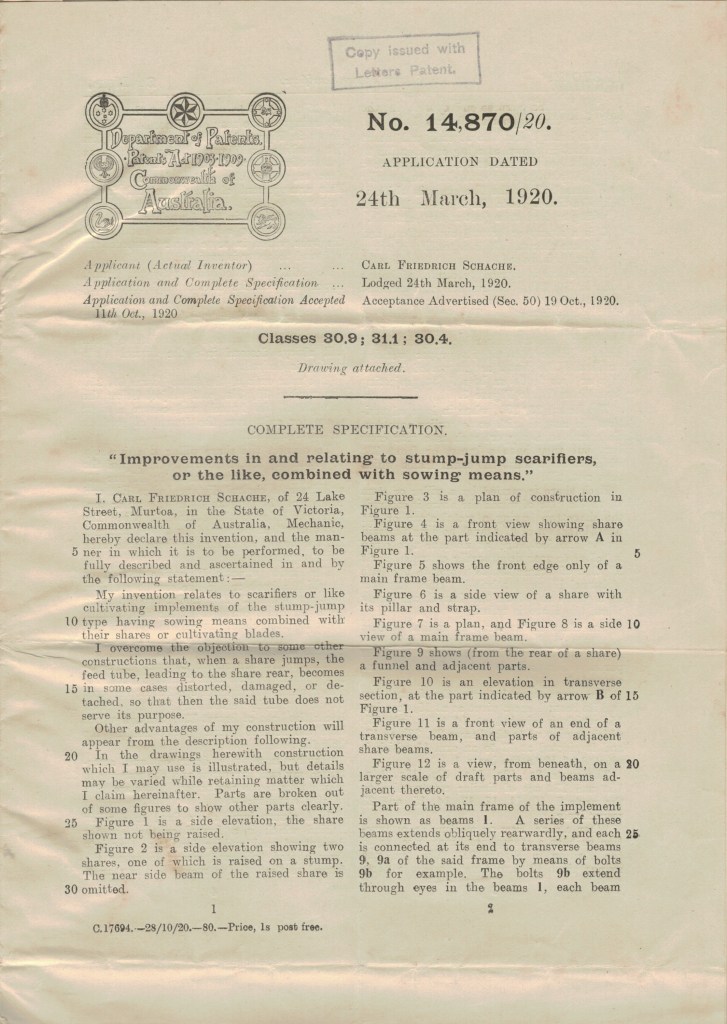 Copy issued with
Letters Patent.
Department of Patents.
Patents Act 1903-1909.
Commonwealth of
Australia.
No. 14,870/20.
APPLICATION DATED
24th March, 1920.
Applicant (Actual Inventor) ... ... CARL FRIEDRICH SCHACHE.
Application and Complete Specification ... Lodged 24th March, 1920.
Application and Complete Specification Accepted Acceptance Advertised (Sec. 50) 19 Oct., 1920.
11th Oct., 1920
Classes 30.9; 31.1; 30.4.
Drawing attached.
COMPLETE SPECIFICATION.
"Improvements in and relating to stump-jump scarifiers,
or the like, combined with sowing means."
I, CARL FRIEDRICH SCHACHE, of 24 Lake
Street, Murtoa, in the State of Victoria,
Commonwealth of Australia, Mechanic,
hereby declare this invention, and the man-
5 ner in which it is to be performed, to be
fully described and ascertained in and by
the following statement:—
My invention relates to scarifiers or like
cultivating implements of the stump-jump
10 type having sowing means combined with
their shares or cultivating blades.
I overcome the objection to some other
constructions that, when a share jumps, the
feed tube, leading to the share rear, becomes
15 in some cases distorted, damaged, or de-
tached, so that then the said tube does not
serve its purpose.
Other advantages of my construction will
appear from the description following.
20 In the drawings herewith construction
which I may use is illustrated, but details
may be varied while retaining matter which
I claim hereinafter. Parts are broken out
of some figures to show other parts clearly.
25 Figure 1 is a side elevation, the share
shown not being raised.
Figure 2 is a side elevation showing two
shares, one of which is raised on a stump.
The near side beam of the raised share is
30 omitted.
1
C.17694.—28/10/20.—80.—Price, 1s post free.
Figure 3 is a plan of construction in
Figure 1.
Figure 4 is a front view showing share
beams at the part indicated by arrow A in
Figure 1. 5
Figure 5 shows the front edge only of a
main frame beam.
Figure 6 is a side view of a share with
its pillar and strap.
Figure 7 is a plan, and Figure 8 is a side 10
view of a main frame beam.
Figure 9 shows (from the rear of a share)
a funnel and adjacent parts.
Figure 10 is an elevation in transverse
section, at the part indicated by arrow B of 15
Figure 1.
Figure 11 is a front view of an end of a
transverse beam, and parts of adjacent
share beams.
Figure 12 is a view, from beneath, on a 20
larger scale of draft parts and beams ad-
jacent thereto.
Part of the main frame of the implement
is shown as beams 1. A series of these
beams extends obliquely rearwardly, and each 25
is connected at its end to transverse beams
9, 9a of the said frame by means of bolts
9b for example. The bolts 9b extend
through eyes in the beams 1, each beam
2